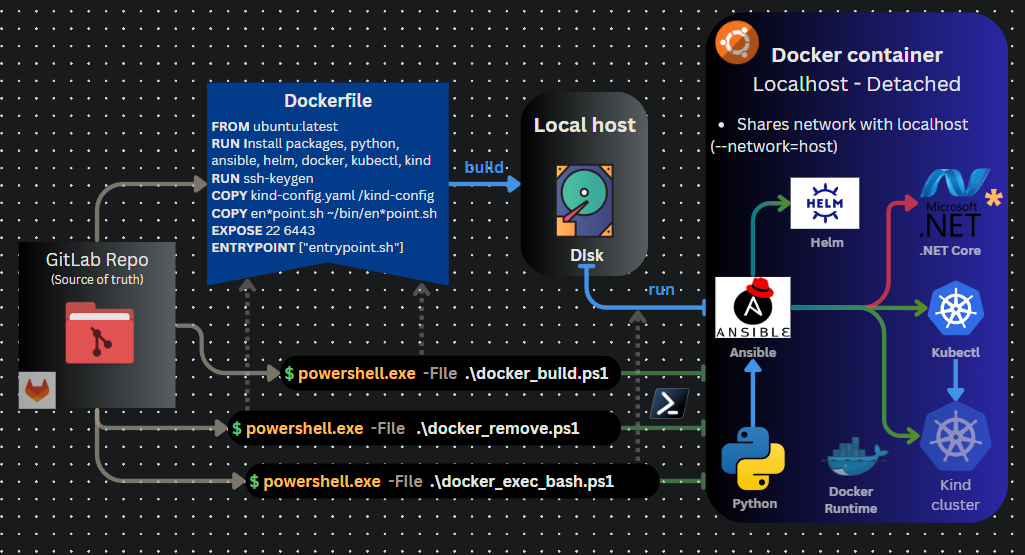 Docker container
Localhost - Detached
• Shares network with localhost
(--network=host)
Dockerfile
FROM ubuntu:latest
RUN Install packages, python,
ansible, helm, docker, kubectl, kind
RUN ssh-keygen
COPY kind-config.yaml /kind-config
COPY en*point.sh ~/bin/en*point.sh
EXPOSE 22 6443
ENTRYPOINT ["entrypoint.sh"]
build
Local host
DIsk
run
GitLab Repo
(Source of truth)
$ powershell.exe -FIle .\docker_build.ps1
$ powershell.exe -FIle .\docker_remove.ps1
$ powershell.exe -FIle .\docker_exec_bash.ps1
HELM
Helm
Microsoft
.NET
*
.NET Core
ANSIBLE
Ansible
Kubectl
Python
Docker
Runtime
Kind
cluster